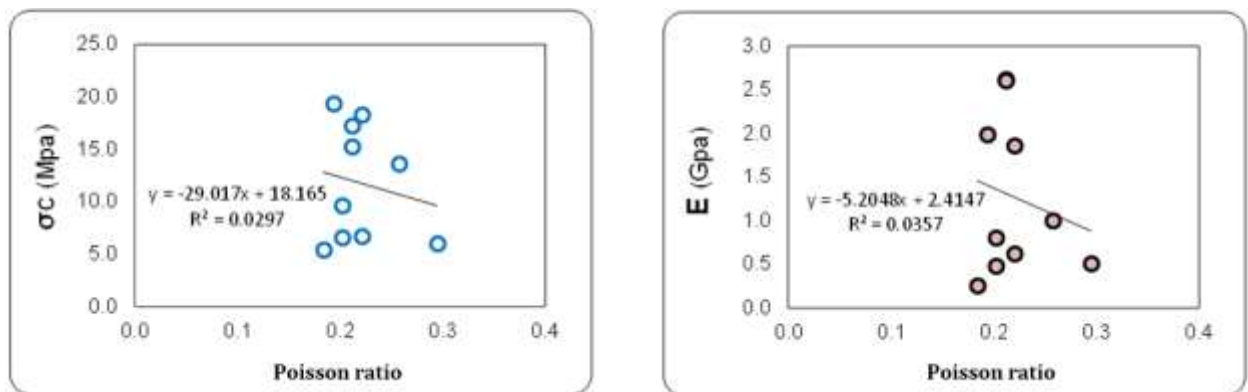 25.0
20.0
15.0
10.0
5.0
0.0
σC (Mpa)
y = -29.017x + 18.165
R² = 0.0297
0.0 0.1 0.2 0.3 0.4
Poisson ratio
3.0
2.5
2.0
1.5
1.0
0.5
0.0
E (Gpa)
y = -5.2048x + 2.4147
R² = 0.0357
0.0 0.1 0.2 0.3 0.4
Poisson ratio